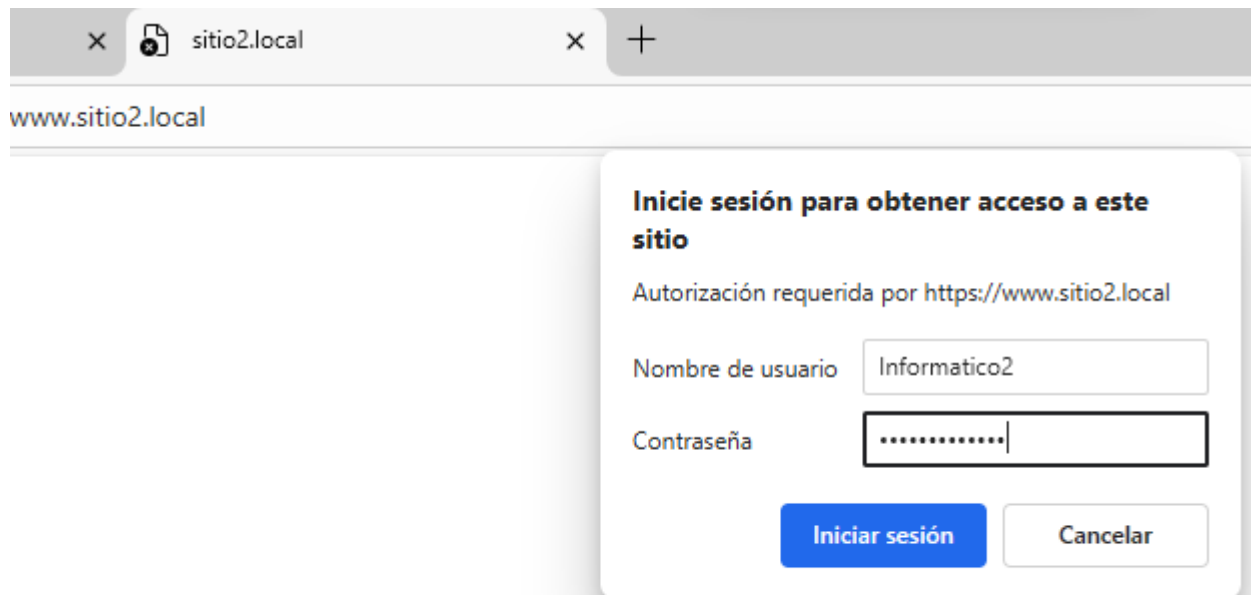 sitio2.local
www.sitio2.local
Inicie sesión para obtener acceso a este
sitio
Autorización requerida por https://www.sitio2.local
Nombre de usuario Informatico2
Contraseña •••••••••••••
Iniciar sesión Cancelar